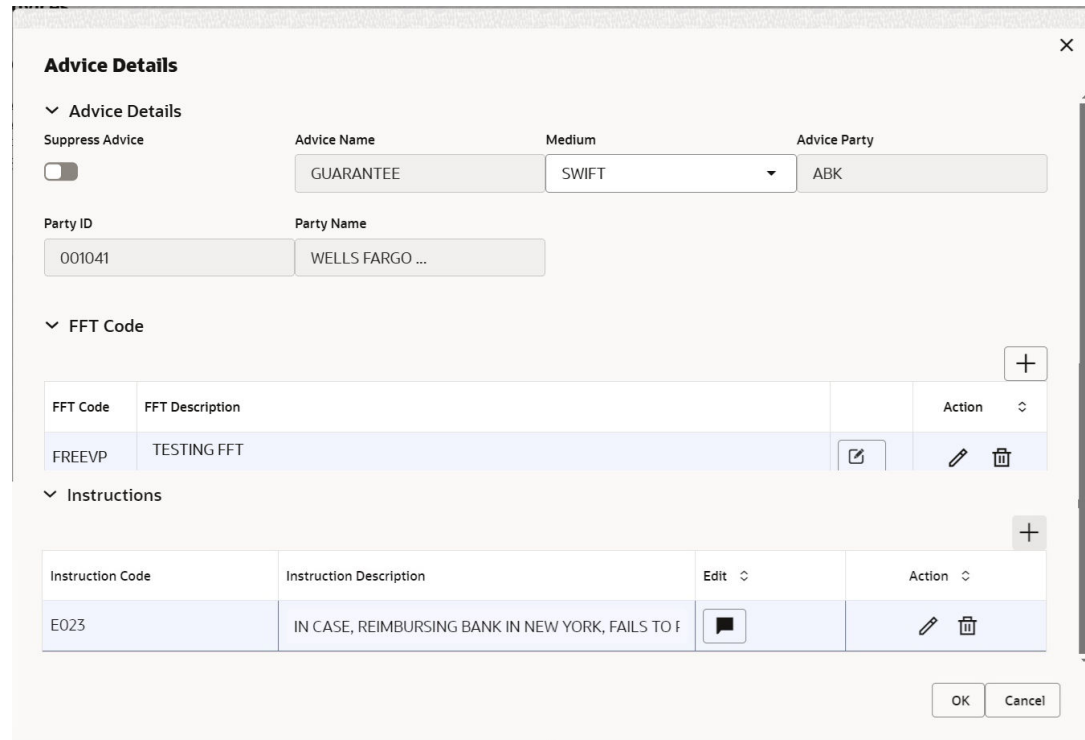 Advice Details
Advice Details
Suppress Advice Advice Name Medium Advice Party
GUARANTEE SWIFT ABK
Party ID Party Name
001041 WELLS FARGO ...
FFT Code
FFT Code FFT Description Action
FREEVP TESTING FFT
Instructions
Instruction Code Instruction Description Edit Action
E023 IN CASE, REIMBURSING BANK IN NEW YORK, FAILS TO
OK Cancel